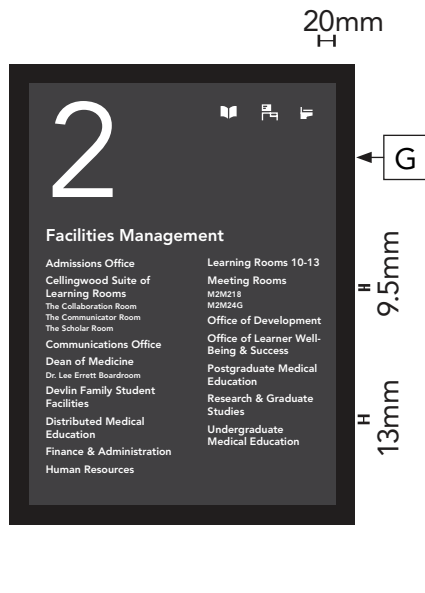 20mm
2
G
Facilities Management
Admissions Office
Cellingwood Suite of
Learning Rooms
The Collaboration Room
The Communicator Room
The Scholar Room
Communications Office
Dean of Medicine
Dr. Lee Errett Boardroom
Devlin Family Student
Facilities
Distributed Medical
Education
Finance & Administration
Human Resources
Learning Rooms 10-13
Meeting Rooms
M2M218
M2M24G
Office of Development
Office of Learner Well-
Being & Success
Postgraduate Medical
Education
Research & Graduate
Studies
Undergraduate
Medical Education
9.5mm
13mm